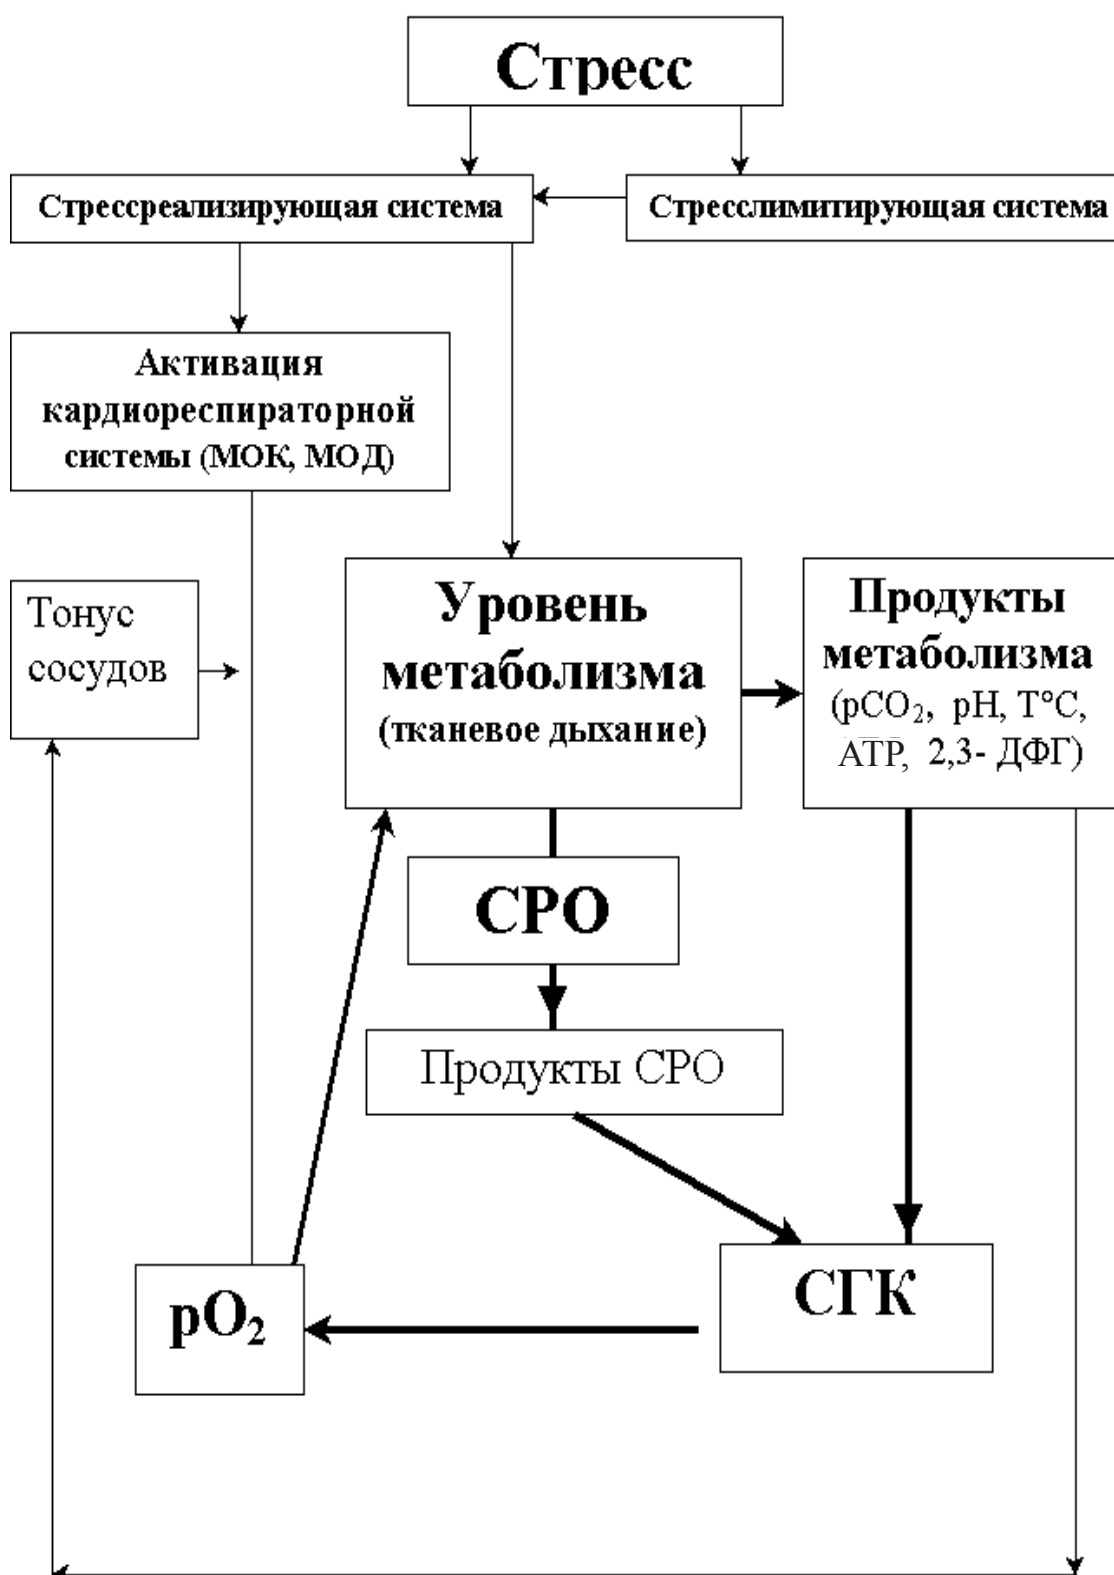 Стресс
Стрессреализирующая система
Стресслимитирующая система
Активация
кардиореспираторной
системы (МОК, МОД)
Тонус
сосудов
Уровень
метаболизма
(тканевое дыхание)
Продукты
метаболизма
(pCO₂, pH, T°C,
АТР, 2,3- ДФГ)
СРО
Продукты СРО
СГК
pO₂